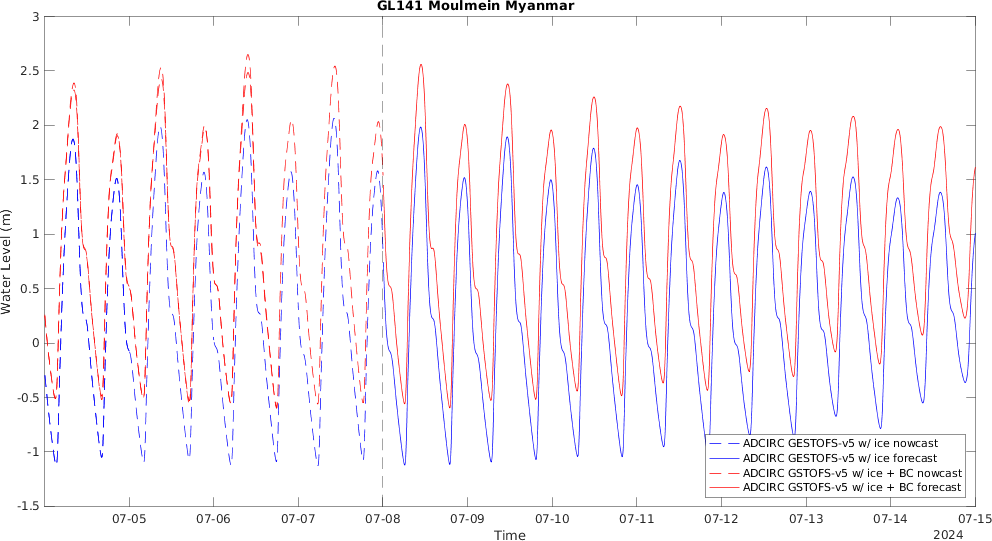 GL141 Moulmein Myanmar
3
2.5
2
1.5
1
0.5
0
-0.5
-1
-1.5
Water Level (m)
ADCIRC GESTOFS-v5 w/ ice nowcast
ADCIRC GESTOFS-v5 w/ ice forecast
ADCIRC GSTOFS-v5 w/ ice + BC nowcast
ADCIRC GSTOFS-v5 w/ ice + BC forecast
07-05 07-06 07-07 07-08 07-09 07-10 07-11 07-12 07-13 07-14 07-15
Time
2024